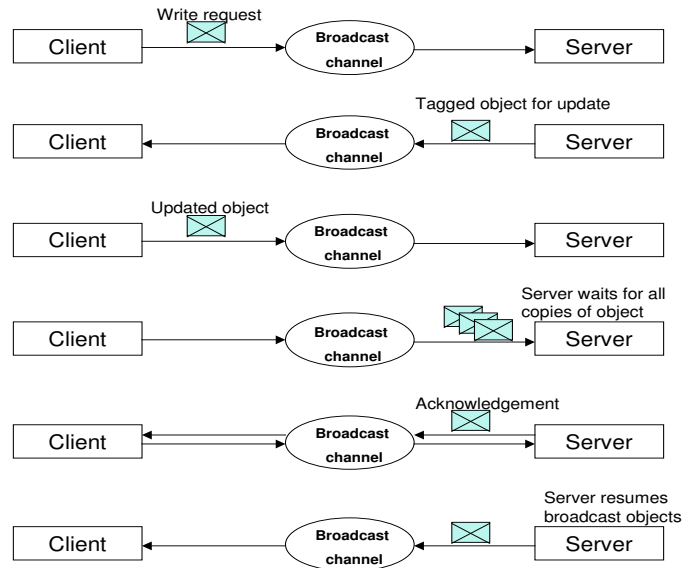 Write request
Client
Broadcast
channel
Server
Tagged object for update
Client
Broadcast
channel
Server
Updated object
Client
Broadcast
channel
Server
Server waits for all
copies of object
Client
Broadcast
channel
Server
Acknowledgement
Client
Broadcast
channel
Server
Server resumes
broadcast objects
Client
Broadcast
channel
Server